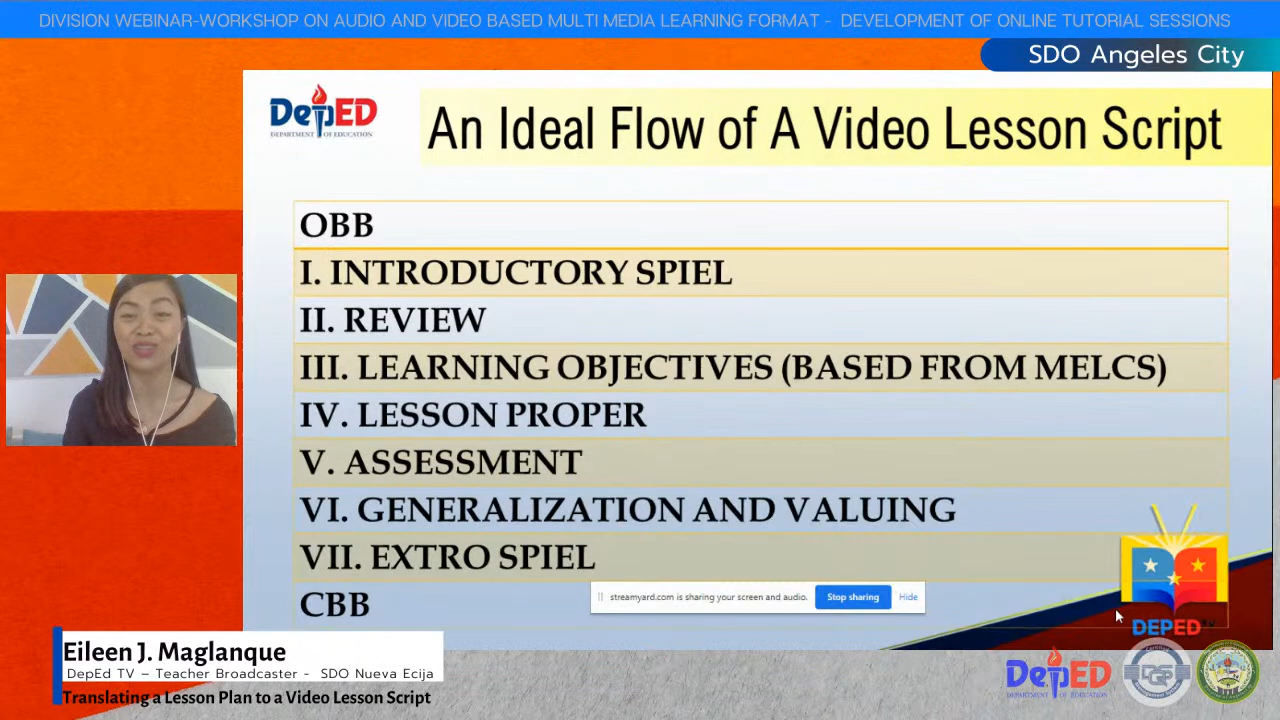 DIVISION WEBINAR-WORKSHOP ON AUDIO AND VIDEO BASED MULTI MEDIA LEARNING FORMAT - DEVELOPMENT OF ONLINE TUTORIAL SESSIONS
SDO Angeles City
DepED
DEPARTMENT OF EDUCATION
An Ideal Flow of A Video Lesson Script
OBB
I. INTRODUCTORY SPIEL
II. REVIEW
III. LEARNING OBJECTIVES (BASED FROM MELCS)
IV. LESSON PROPER
V. ASSESSMENT
VI. GENERALIZATION AND VALUING
VII. EXTRO SPIEL
CBB
streamyard.com is sharing your screen and audio.
Stop sharing
Hide
DEPED TV
Eileen J. Maglanque
DepEd TV – Teacher Broadcaster - SDO Nueva Ecija
Translating a Lesson Plan to a Video Lesson Script
DepED
DEPARTMENT OF EDUCATION